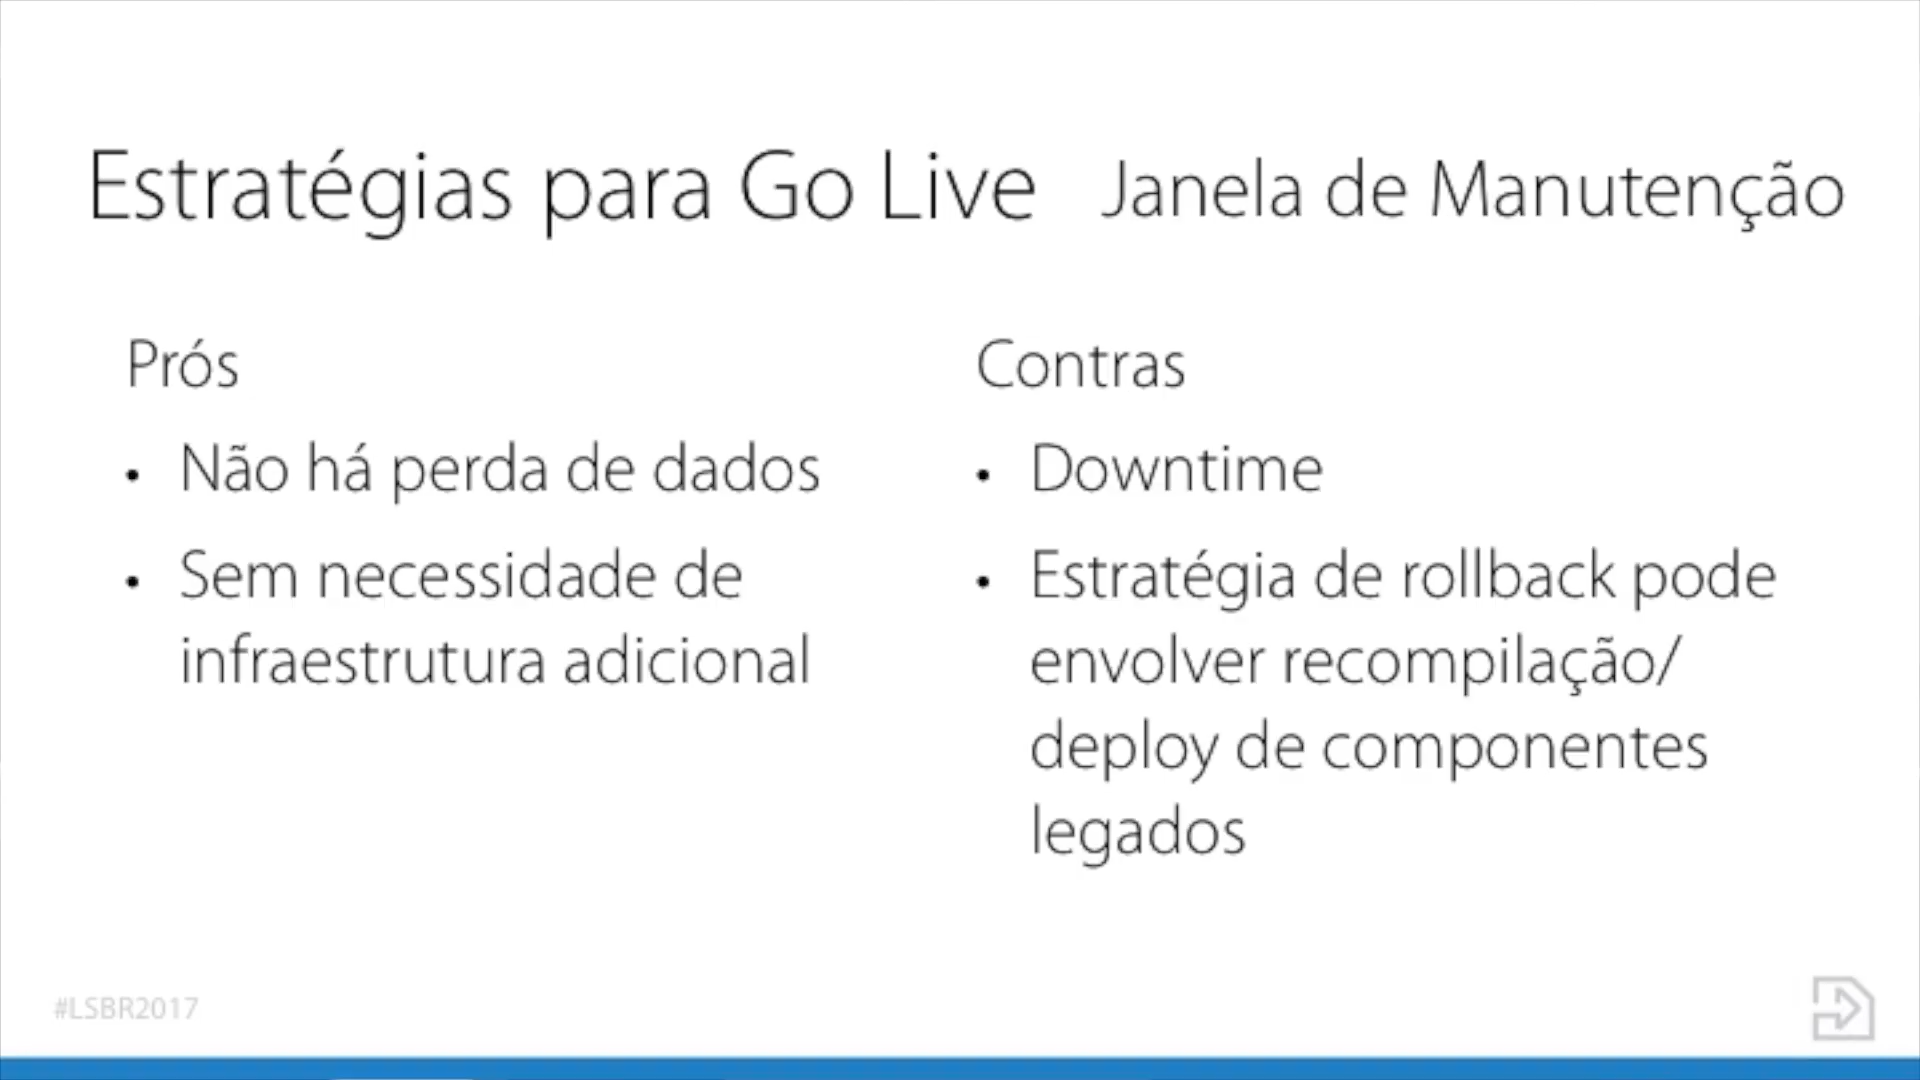 Estratégias para Go Live Janela de Manutenção
Prós
• Não há perda de dados
• Sem necessidade de
infraestrutura adicional
Contras
• Downtime
• Estratégia de rollback pode
envolver recompilação/
deploy de componentes
legados
#LSBR2017